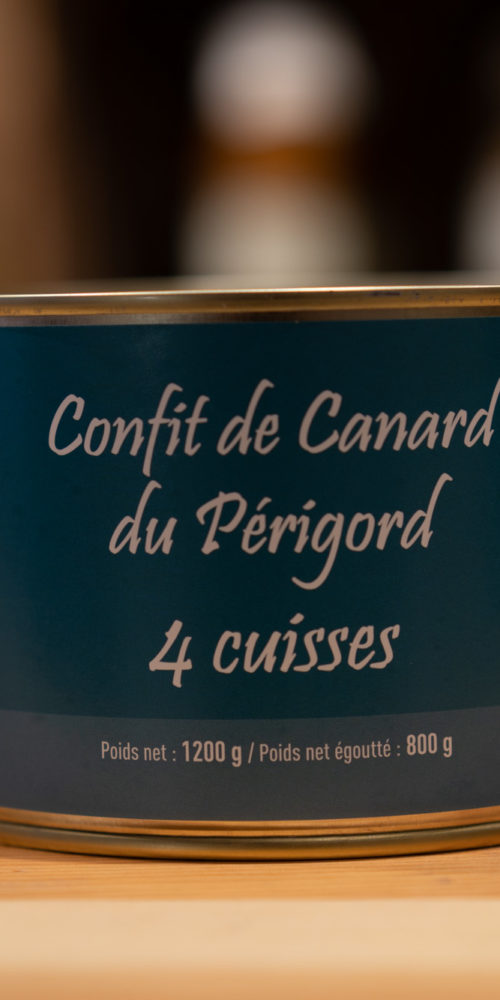 Confit de Canard
du Périgord
4 cuisses
Poids net : 1200 g / Poids net égoutté : 800 g